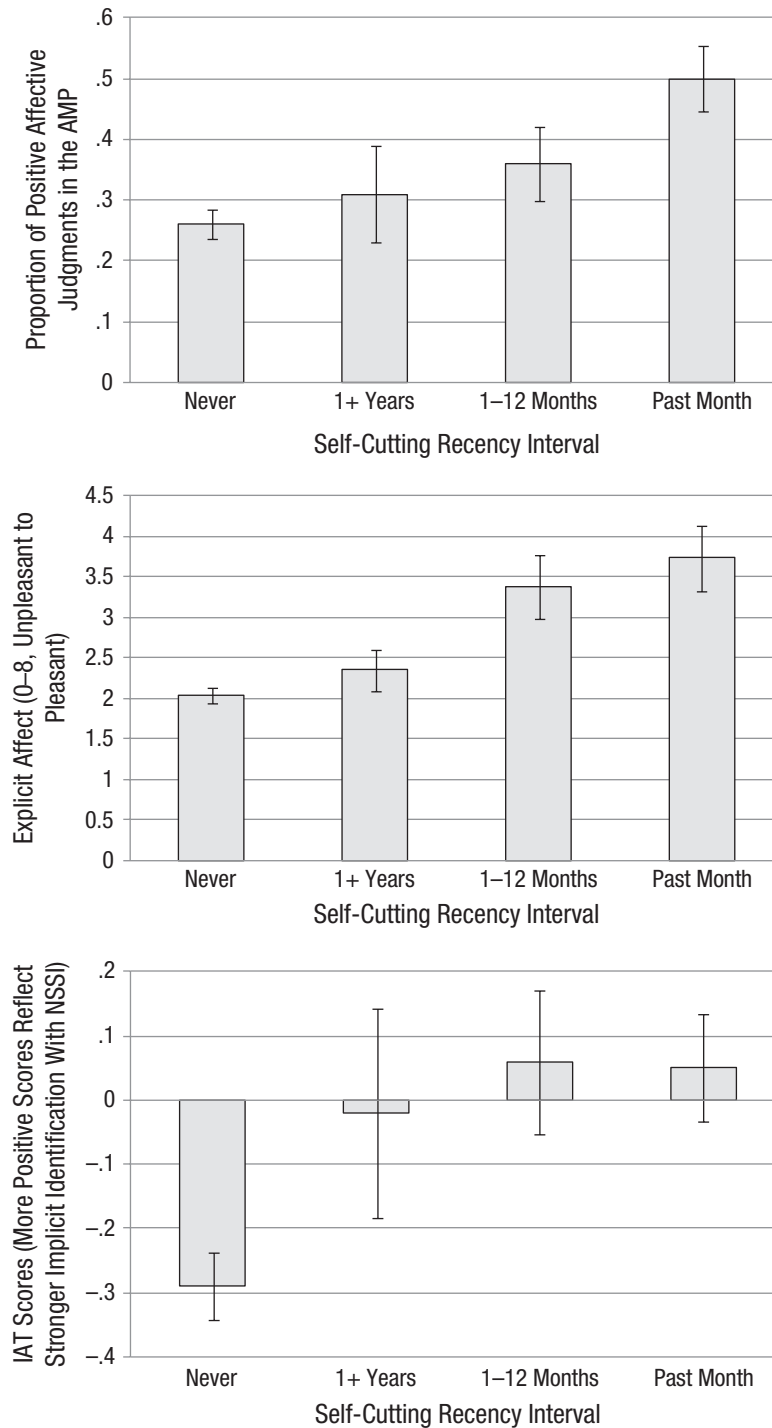 Proportion of Positive Affective
Judgments in the AMP
.6
.5
.4
.3
.2
.1
0
Never
1+ Years
1–12 Months
Past Month
Self-Cutting Recency Interval
Explicit Affect (0–8, Unpleasant to
Pleasant)
4.5
4
3.5
3
2.5
2
1.5
1
0.5
0
Never
1+ Years
1–12 Months
Past Month
Self-Cutting Recency Interval
IAT Scores (More Positive Scores Reflect
Stronger Implicit Identification With NSSI)
.2
.1
0
–.1
–.2
–.3
–.4
Never
1+ Years
1–12 Months
Past Month
Self-Cutting Recency Interval